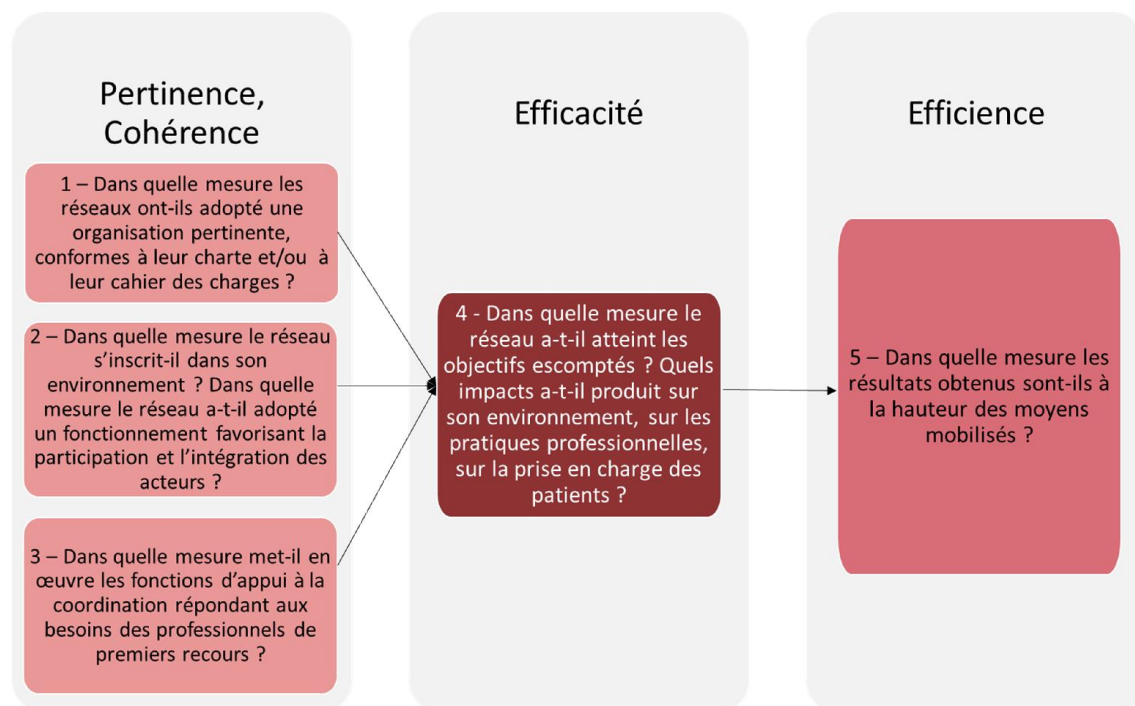 Pertinence,
Cohérence
1 – Dans quelle mesure les
réseaux ont-ils adopté une
organisation pertinente,
conformes à leur charte et/ou à
leur cahier des charges ?
2 – Dans quelle mesure le réseau
s’inscrit-il dans son
environnement ? Dans quelle
mesure le réseau a-t-il adopté
un fonctionnement favorisant la
participation et l’intégration des
acteurs ?
3 – Dans quelle mesure met-il en
œuvre les fonctions d’appui à la
coordination répondant aux
besoins des professionnels de
premiers recours ?
Efficacité
4 - Dans quelle mesure le
réseau a-t-il atteint les
objectifs escomptés ? Quels
impacts a-t-il produit sur
son environnement, sur les
pratiques professionnelles,
sur la prise en charge des
patients ?
Efficience
5 – Dans quelle mesure les
résultats obtenus sont-ils à
la hauteur des moyens
mobilisés ?